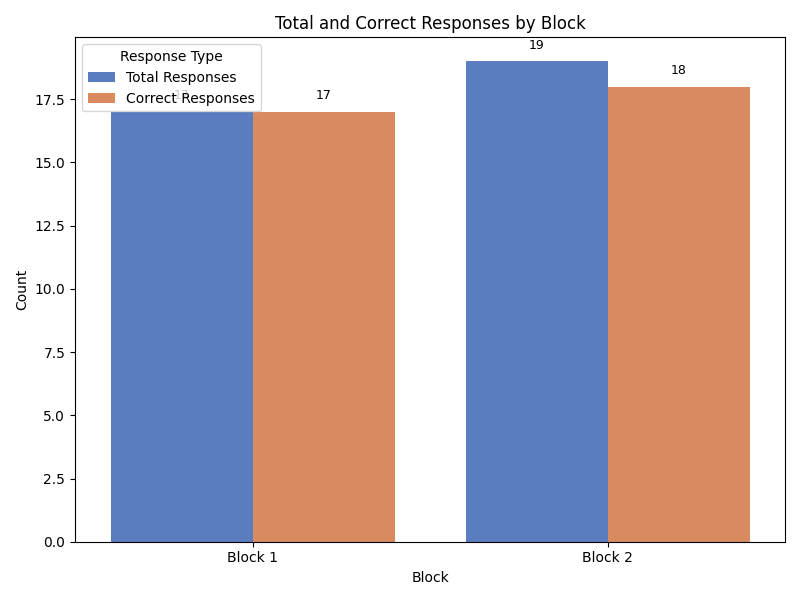 Total and Correct Responses by Block
Response Type
Total Responses
Correct Responses
17
17
19
18
17.5
15.0
12.5
10.0
7.5
5.0
2.5
0.0
Count
Block 1
Block 2
Block